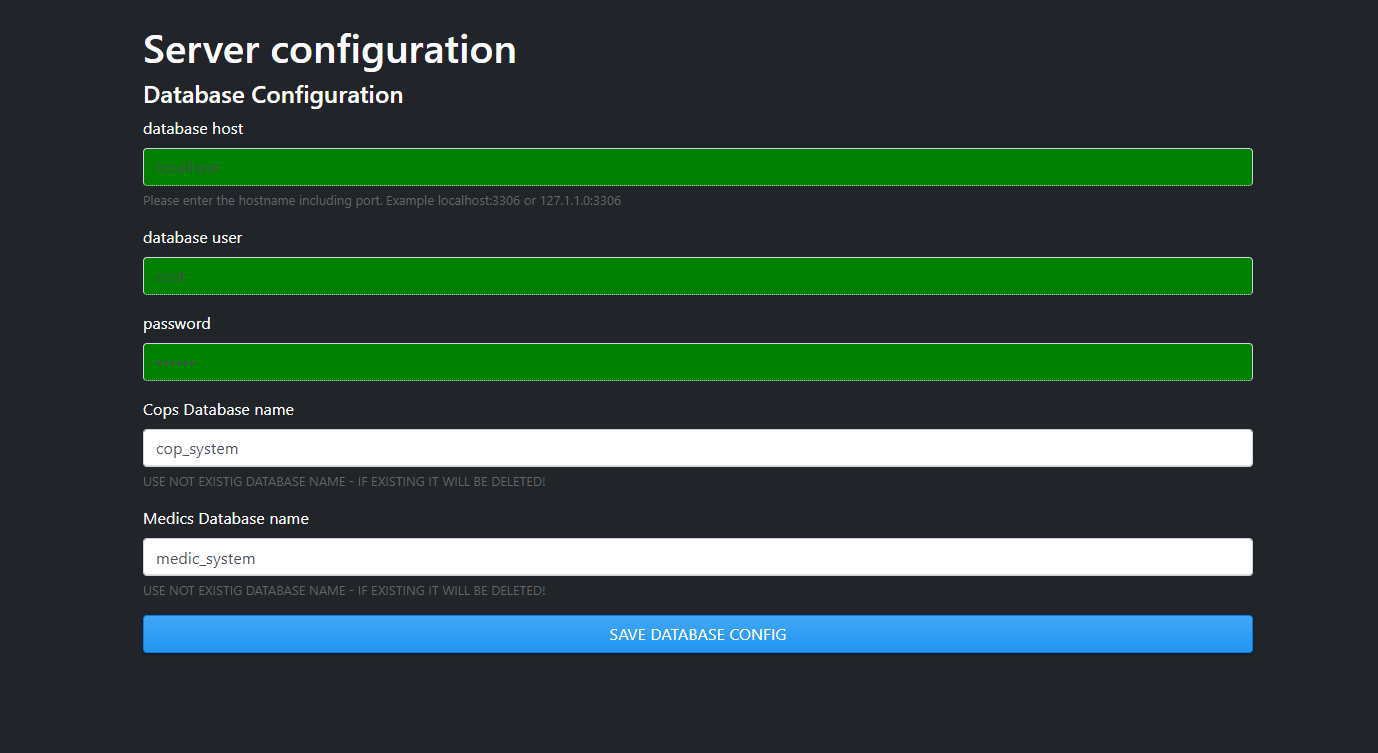 Server configuration
Database Configuration
database host
localhost
Please enter the hostname including port. Example localhost:3306 or 127.1.1.0:3306
database user
root
password
••••••
Cops Database name
cop_system
USE NOT EXISTIG DATABASE NAME - IF EXISTING IT WILL BE DELETED!
Medics Database name
medic_system
USE NOT EXISTIG DATABASE NAME - IF EXISTING IT WILL BE DELETED!
SAVE DATABASE CONFIG